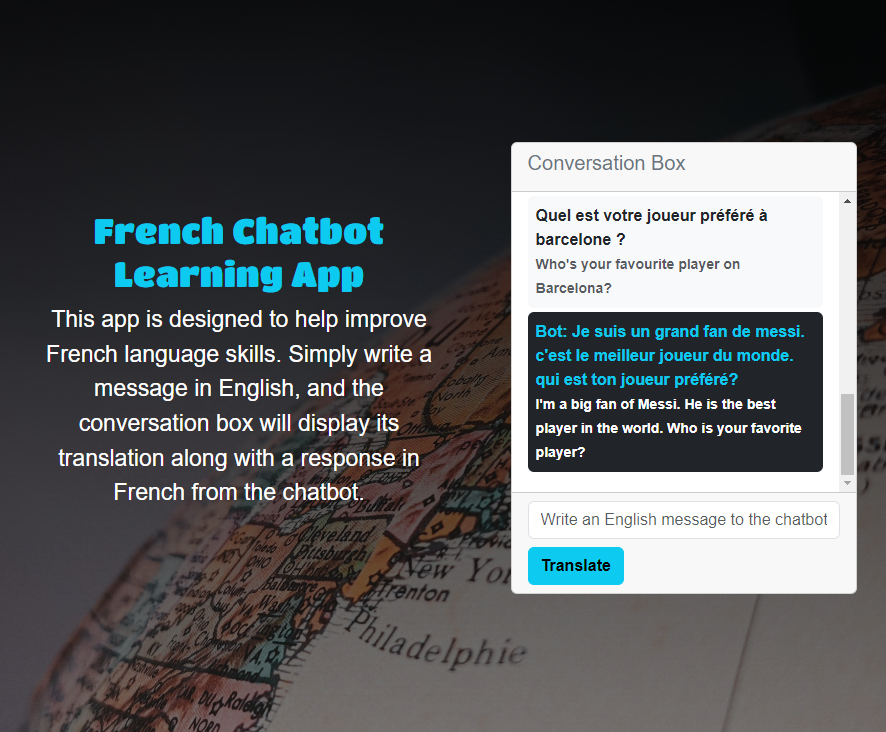 French Chatbot
Learning App
This app is designed to help improve
French language skills. Simply write a
message in English, and the
conversation box will display its
translation along with a response in
French from the chatbot.
Conversation Box
Quel est votre joueur préféré à
barcelone ?
Who's your favourite player on
Barcelona?
Bot: Je suis un grand fan de messi.
c'est le meilleur joueur du monde.
qui est ton joueur préféré?
I'm a big fan of Messi. He is the best
player in the world. Who is your favorite
player?
Write an English message to the chatbot
Translate
Buffalo
Cleveland
Pittsburgh
OHIO
New Yor
Trenton
Philadelphie
Raleigh
NORD